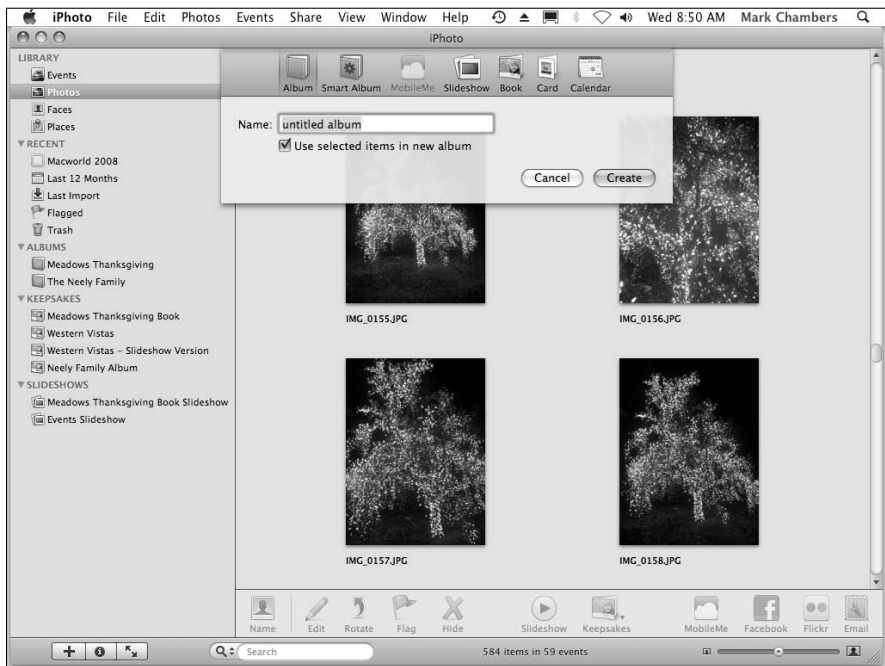 iPhoto File Edit Photos Events Share View Window Help Wed 8:50 AM Mark Chambers
iPhoto
LIBRARY
Events
Photos
Faces
Places
RECENT
Macworld 2008
Last 12 Months
Last Import
Flagged
Trash
ALBUMS
Meadows Thanksgiving
The Neely Family
KEEPSAKES
Meadows Thanksgiving Book
Western Vistas
Western Vistas – Slideshow Version
Neely Family Album
SLIDESHOWS
Meadows Thanksgiving Book Slideshow
Events Slideshow
Album Smart Album MobileMe Slideshow Book Card Calendar
Name: untitled album
Use selected items in new album
Cancel Create
IMG_0155.JPG IMG_0156.JPG
IMG_0157.JPG IMG_0158.JPG
Name Edit Rotate Flag Hide Slideshow Keepsakes MobileMe Facebook Flickr Email
Search 584 items in 59 events